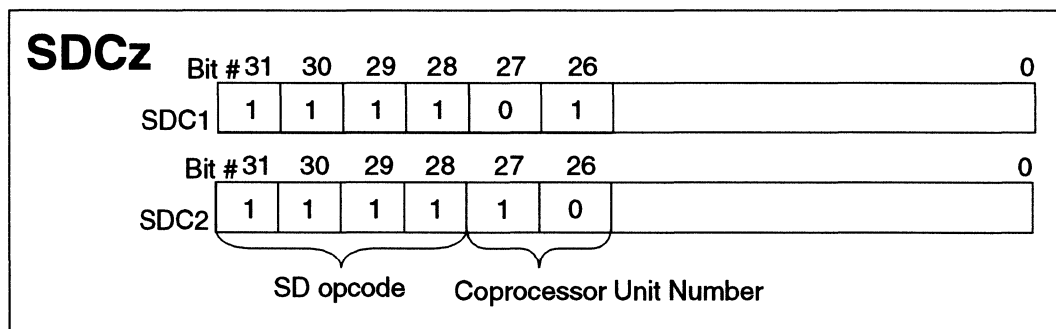 SDCz
Bit # 31 30 29 28 27 26 0
SDC1 1 1 1 1 0 1
Bit # 31 30 29 28 27 26 0
SDC2 1 1 1 1 1 0
SD opcode Coprocessor Unit Number